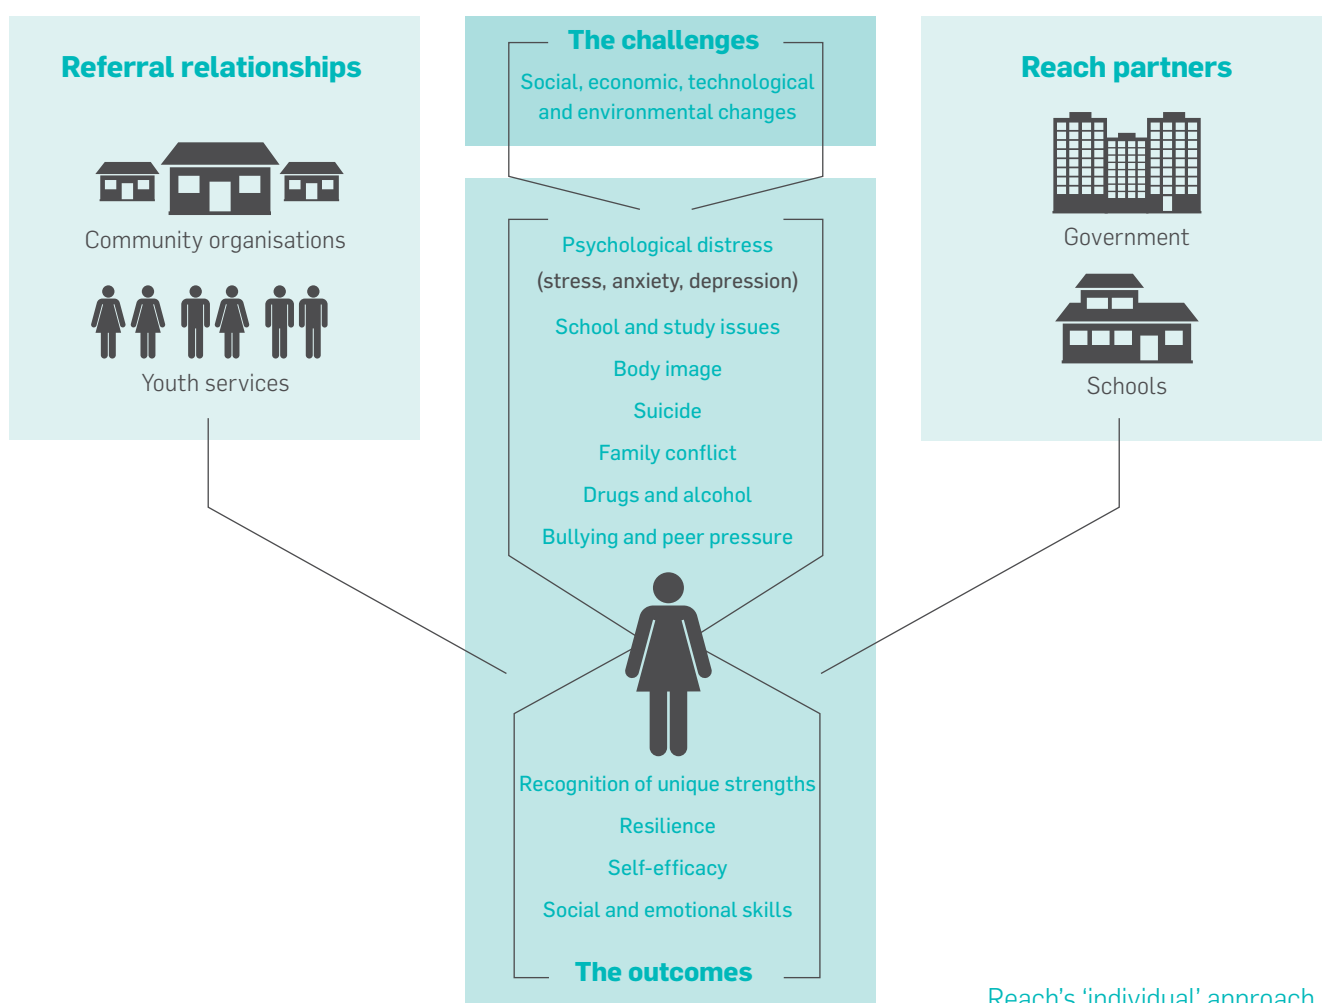 Referral relationships
Community organisations
Youth services
The challenges
Social, economic, technological
and environmental changes
Psychological distress
(stress, anxiety, depression)
School and study issues
Body image
Suicide
Family conflict
Drugs and alcohol
Bullying and peer pressure
Recognition of unique strengths
Resilience
Self-efficacy
Social and emotional skills
The outcomes
Reach partners
Government
Schools
Reach's ‘individual’ approach